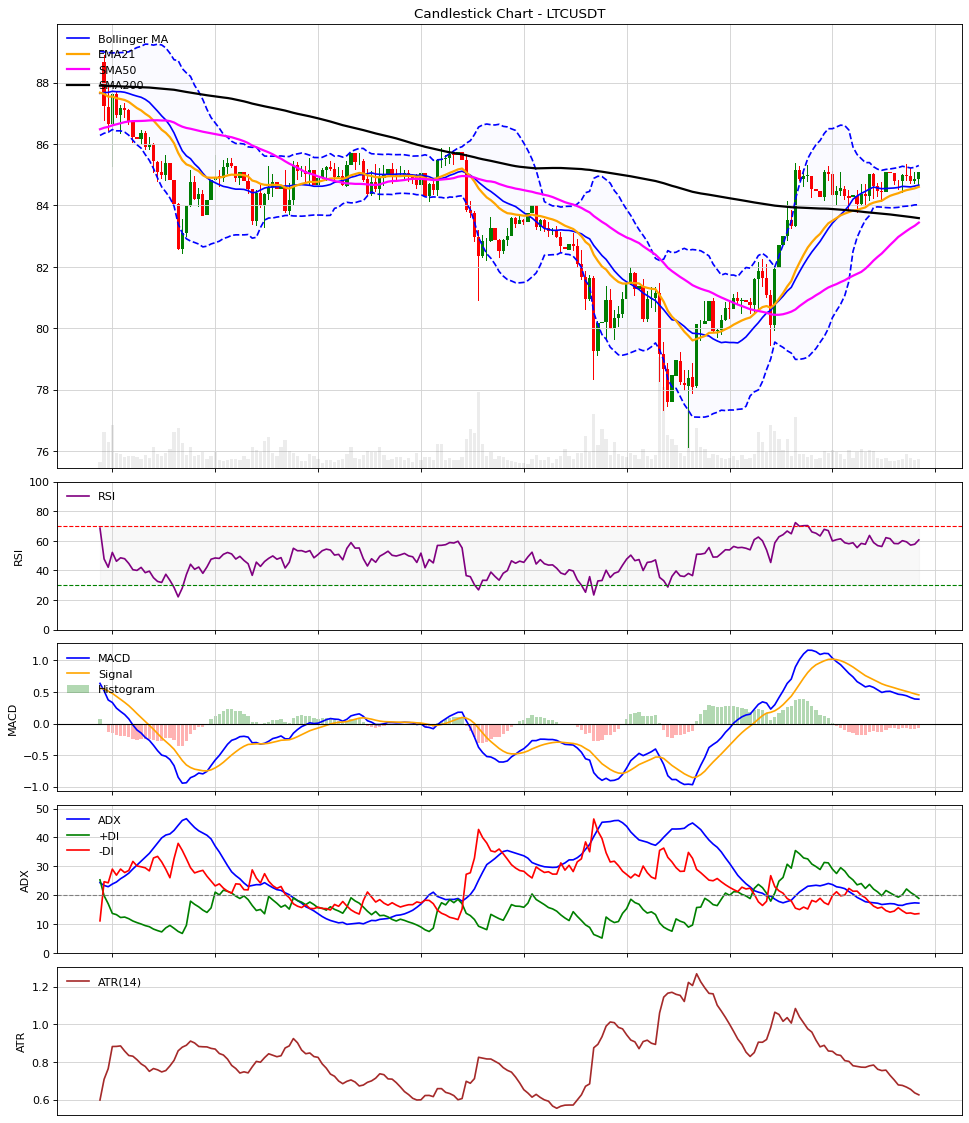 Candlestick Chart - LTCUSDT
Bollinger MA
EMA21
SMA50
SMA200
88
86
84
82
80
78
76
RSI
100
80
60
40
20
0
RSI
MACD
Signal
Histogram
1.0
0.5
0.0
−0.5
−1.0
MACD
ADX
+DI
-DI
50
40
30
20
10
0
ADX
ATR(14)
1.2
1.0
0.8
0.6
ATR